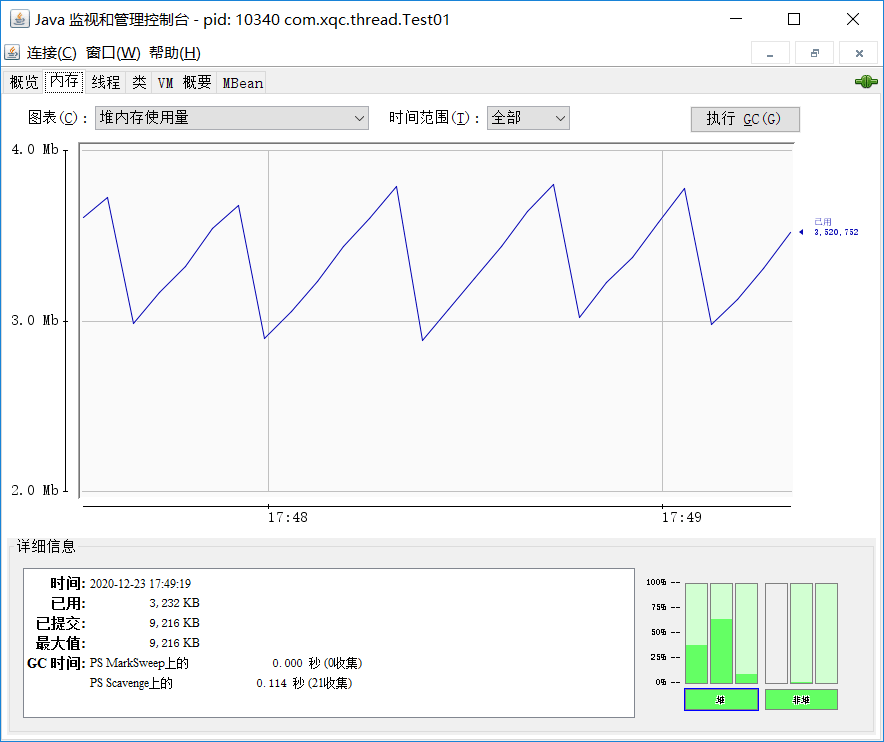 Java 监视和管理控制台 - pid: 10340 com.xqc.thread.Test01
连接(C) 窗口(W) 帮助(H)
概览 内存 线程 类 VM 概要 MBean
图表(C)： 堆内存使用量 时间范围(T)： 全部 执行 GC(G)
4.0 Mb
已用
3,520,752
3.0 Mb
2.0 Mb
17:48 17:49
详细信息
时间: 2020-12-23 17:49:19
已用: 3,232 KB
已提交: 9,216 KB
最大值: 9,216 KB
GC 时间: PS MarkSweep上的 0.000 秒 (0收集)
PS Scavenge上的 0.114 秒 (21收集)
100% --
75% --
50% --
25% --
0% --
堆 非堆